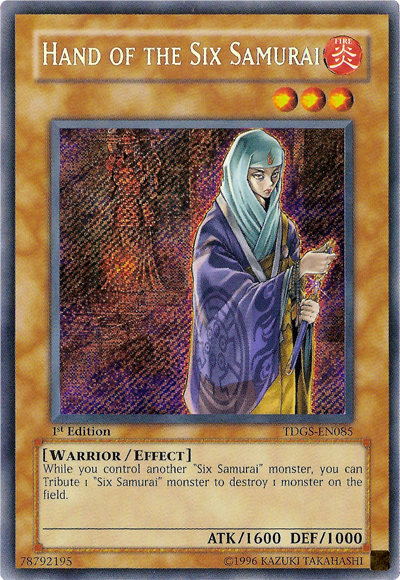 HAND OF THE SIX SAMURAI
FIRE
炎
1st Edition
TDGS-EN085
[WARRIOR/EFFECT]
While you control another "Six Samurai" monster, you can
Tribute 1 "Six Samurai" monster to destroy 1 monster on the
field.
ATK/1600 DEF/1000
78792195
©1996 KAZUKI TAKAHASHI